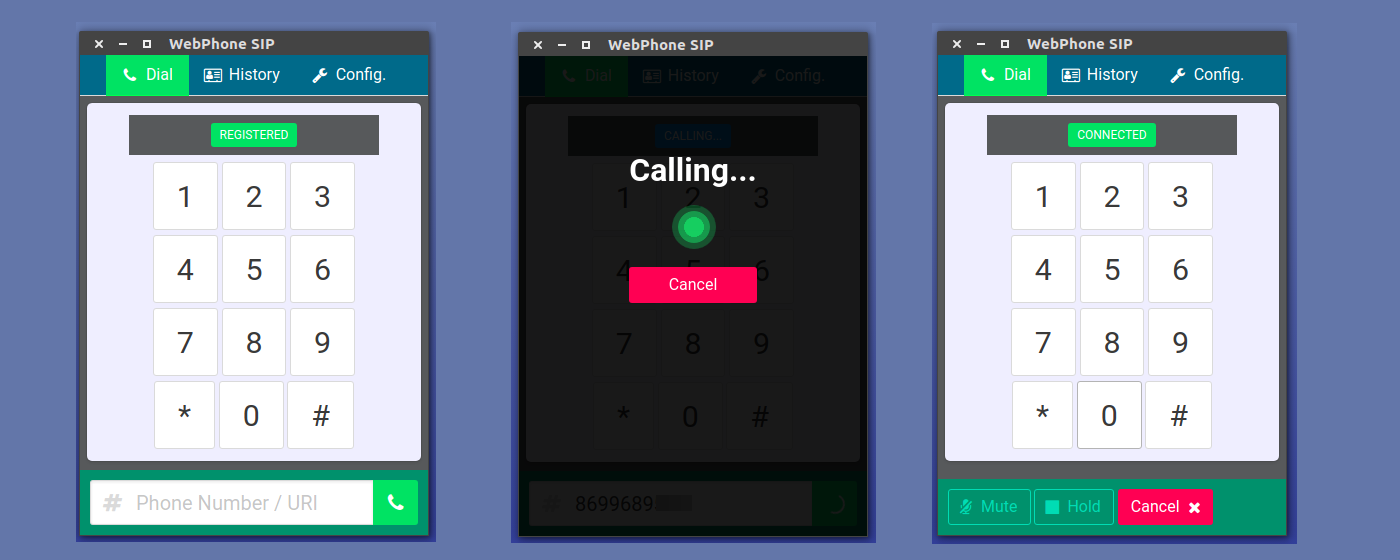 WebPhone SIP
Dial History Config.
REGISTERED
1 2 3
4 5 6
7 8 9
* 0 #
# Phone Number / URI
WebPhone SIP
Dial History Config.
CALLING...
Calling...
1 2 3
4 5 6
Cancel
7 8 9
* 0 #
# 8699689
WebPhone SIP
Dial History Config.
CONNECTED
1 2 3
4 5 6
7 8 9
* 0 #
Mute Hold Cancel